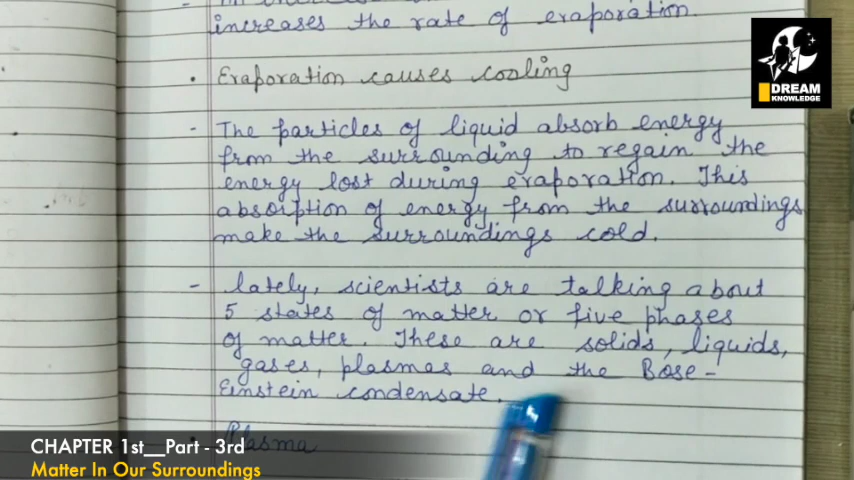 increases the rate of evaporation.
• Evaporation causes cooling
- The particles of liquid absorb energy
from the surrounding to regain the
energy lost during evaporation. This
absorption of energy from the surroundings
make the surroundings cold.
- lately, scientists are talking about
5 states of matter or five phases
of matter. These are solids, liquids,
gases, plasmas and the Bose-
Einstein condensate.
• Plasma
DREAM
KNOWLEDGE
CHAPTER 1st__Part - 3rd
Matter In Our Surroundings